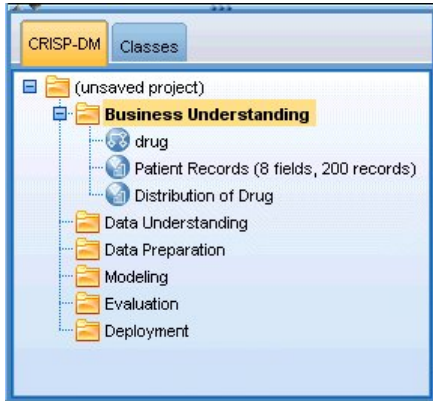 CRISP-DM Classes
(unsaved project)
Business Understanding
drug
Patient Records (8 fields, 200 records)
Distribution of Drug
Data Understanding
Data Preparation
Modeling
Evaluation
Deployment